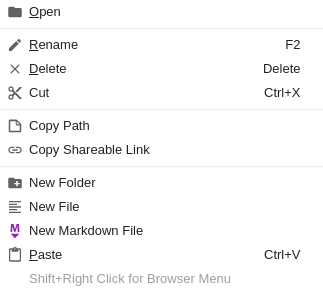 Open
Rename F2
Delete Delete
Cut Ctrl+X
Copy Path
Copy Shareable Link
New Folder
New File
M New Markdown File
Paste Ctrl+V
Shift+Right Click for Browser Menu